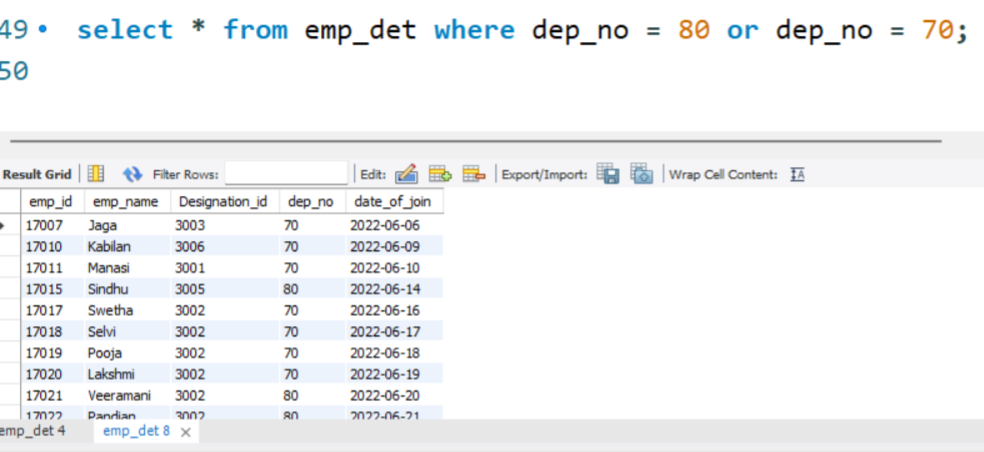 49 select * from emp_det where dep_no = 80 or dep_no = 70;
50
Result Grid Filter Rows: Edit: Export/Import: Wrap Cell Content: IA
emp_id emp_name Designation_id dep_no date_of_join
17007 Jaga 3003 70 2022-06-06
17010 Kabilan 3006 70 2022-06-09
17011 Manasi 3001 70 2022-06-10
17015 Sindhu 3005 80 2022-06-14
17017 Swetha 3002 70 2022-06-16
17018 Selvi 3002 70 2022-06-17
17019 Pooja 3002 70 2022-06-18
17020 Lakshmi 3002 70 2022-06-19
17021 Veeramani 3002 80 2022-06-20
17022 Pandian 3002 80 2022-06-21
emp_det 4 emp_det 8